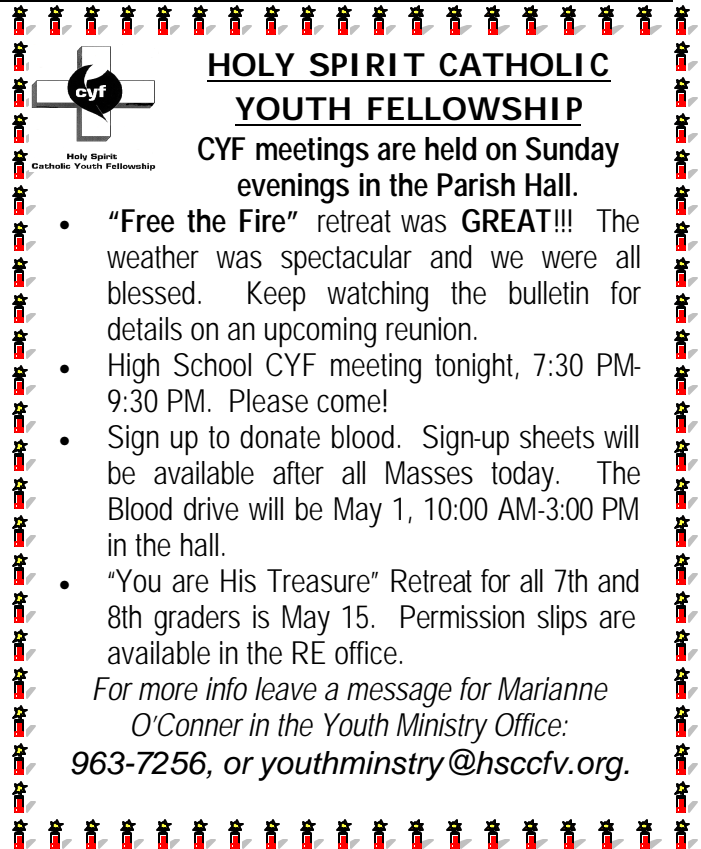 HOLY SPIRIT CATHOLIC
YOUTH FELLOWSHIP
cyf
Holy Spirit
Catholic Youth Fellowship
CYF meetings are held on Sunday
evenings in the Parish Hall.
• “Free the Fire” retreat was GREAT!!! The
weather was spectacular and we were all
blessed. Keep watching the bulletin for
details on an upcoming reunion.
• High School CYF meeting tonight, 7:30 PM-
9:30 PM. Please come!
• Sign up to donate blood. Sign-up sheets will
be available after all Masses today. The
Blood drive will be May 1, 10:00 AM-3:00 PM
in the hall.
• “You are His Treasure” Retreat for all 7th and
8th graders is May 15. Permission slips are
available in the RE office.
For more info leave a message for Marianne
O'Conner in the Youth Ministry Office:
963-7256, or youthminstry@hsccfv.org.